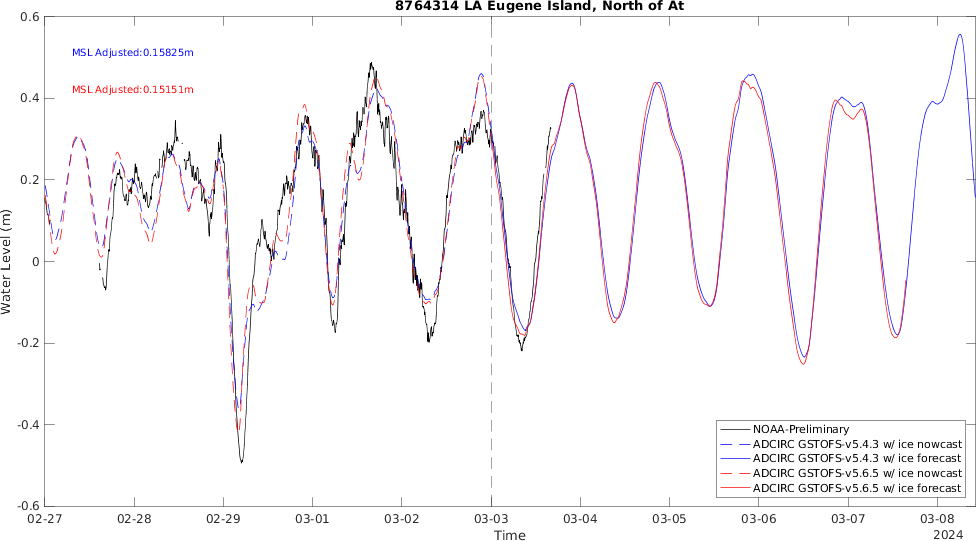 8764314 LA Eugene Island, North of At
0.6
MSL Adjusted:0.15825m
MSL Adjusted:0.15151m
0.4
0.2
0
-0.2
-0.4
-0.6
Water Level (m)
NOAA-Preliminary
ADCIRC GSTOFS-v5.4.3 w/ ice nowcast
ADCIRC GSTOFS-v5.4.3 w/ ice forecast
ADCIRC GSTOFS-v5.6.5 w/ ice nowcast
ADCIRC GSTOFS-v5.6.5 w/ ice forecast
02-27 02-28 02-29 03-01 03-02 03-03 03-04 03-05 03-06 03-07 03-08
Time
2024